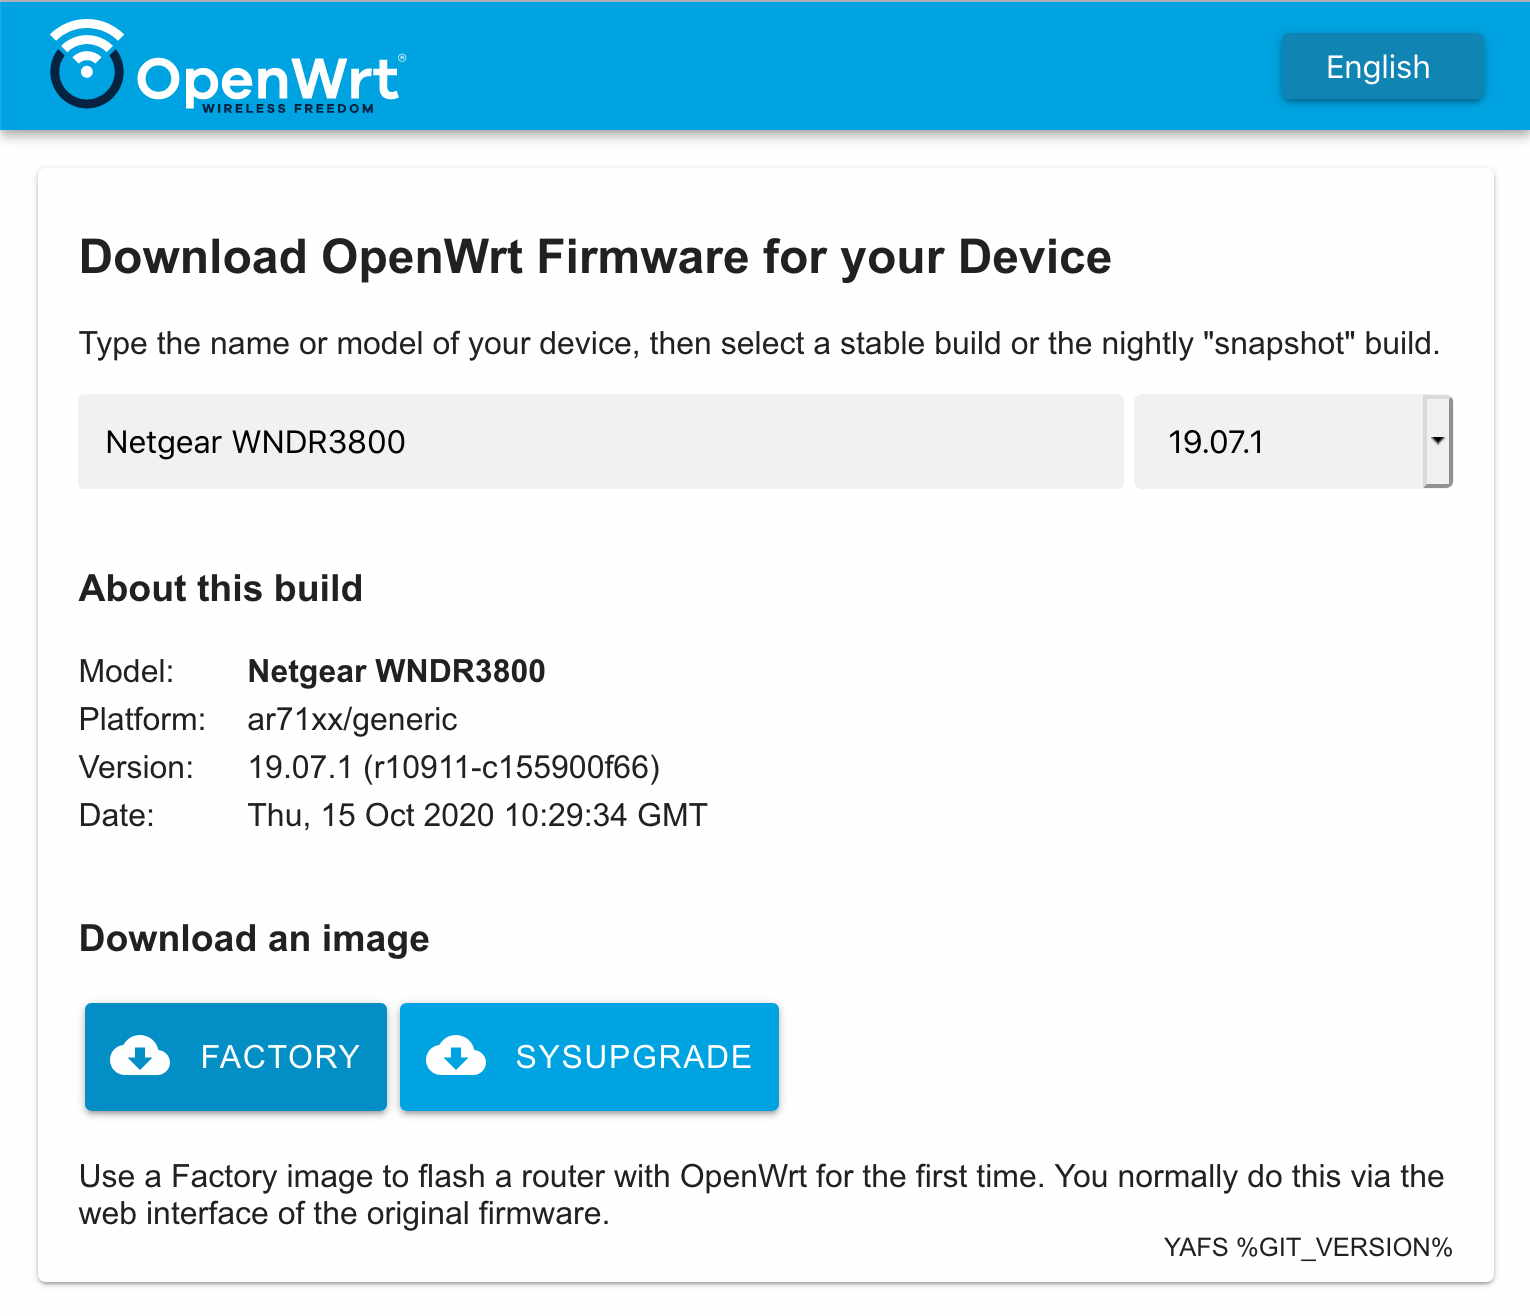 OpenWrt®
WIRELESS FREEDOM
English
Download OpenWrt Firmware for your Device
Type the name or model of your device, then select a stable build or the nightly "snapshot" build.
Netgear WNDR3800
19.07.1
About this build
Model: Netgear WNDR3800
Platform: ar71xx/generic
Version: 19.07.1 (r10911-c155900f66)
Date: Thu, 15 Oct 2020 10:29:34 GMT
Download an image
FACTORY
SYSUPGRADE
Use a Factory image to flash a router with OpenWrt for the first time. You normally do this via the
web interface of the original firmware.
YAFS %GIT_VERSION%